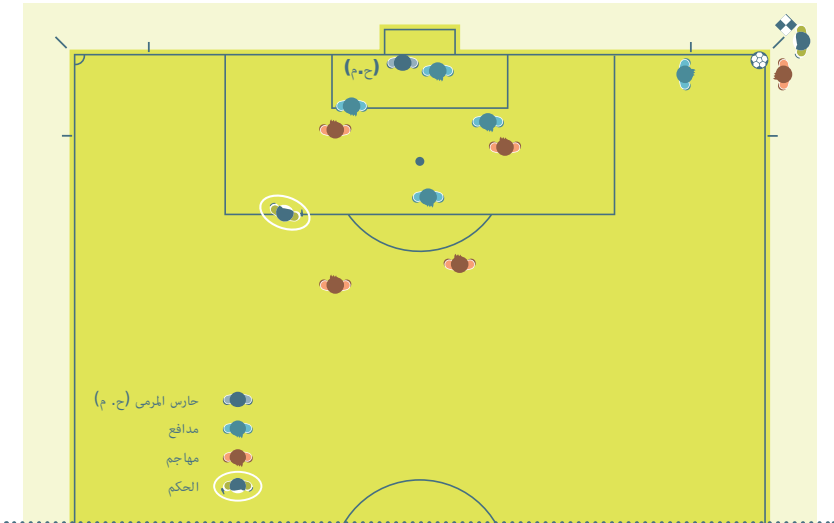 (ح.م)
حارس المرمى (ح. م)
مدافع
مهاجم
الحكم